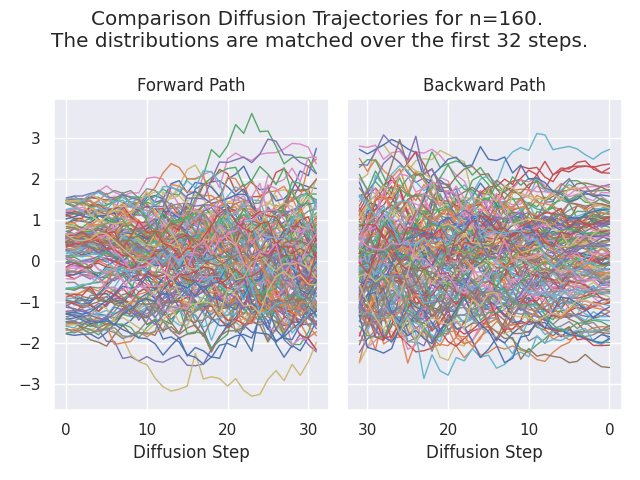 Comparison Diffusion Trajectories for n=160.
The distributions are matched over the first 32 steps.
Forward Path
Backward Path
3
2
1
0
−1
−2
−3
0 10 20 30
30 20 10 0
Diffusion Step
Diffusion Step